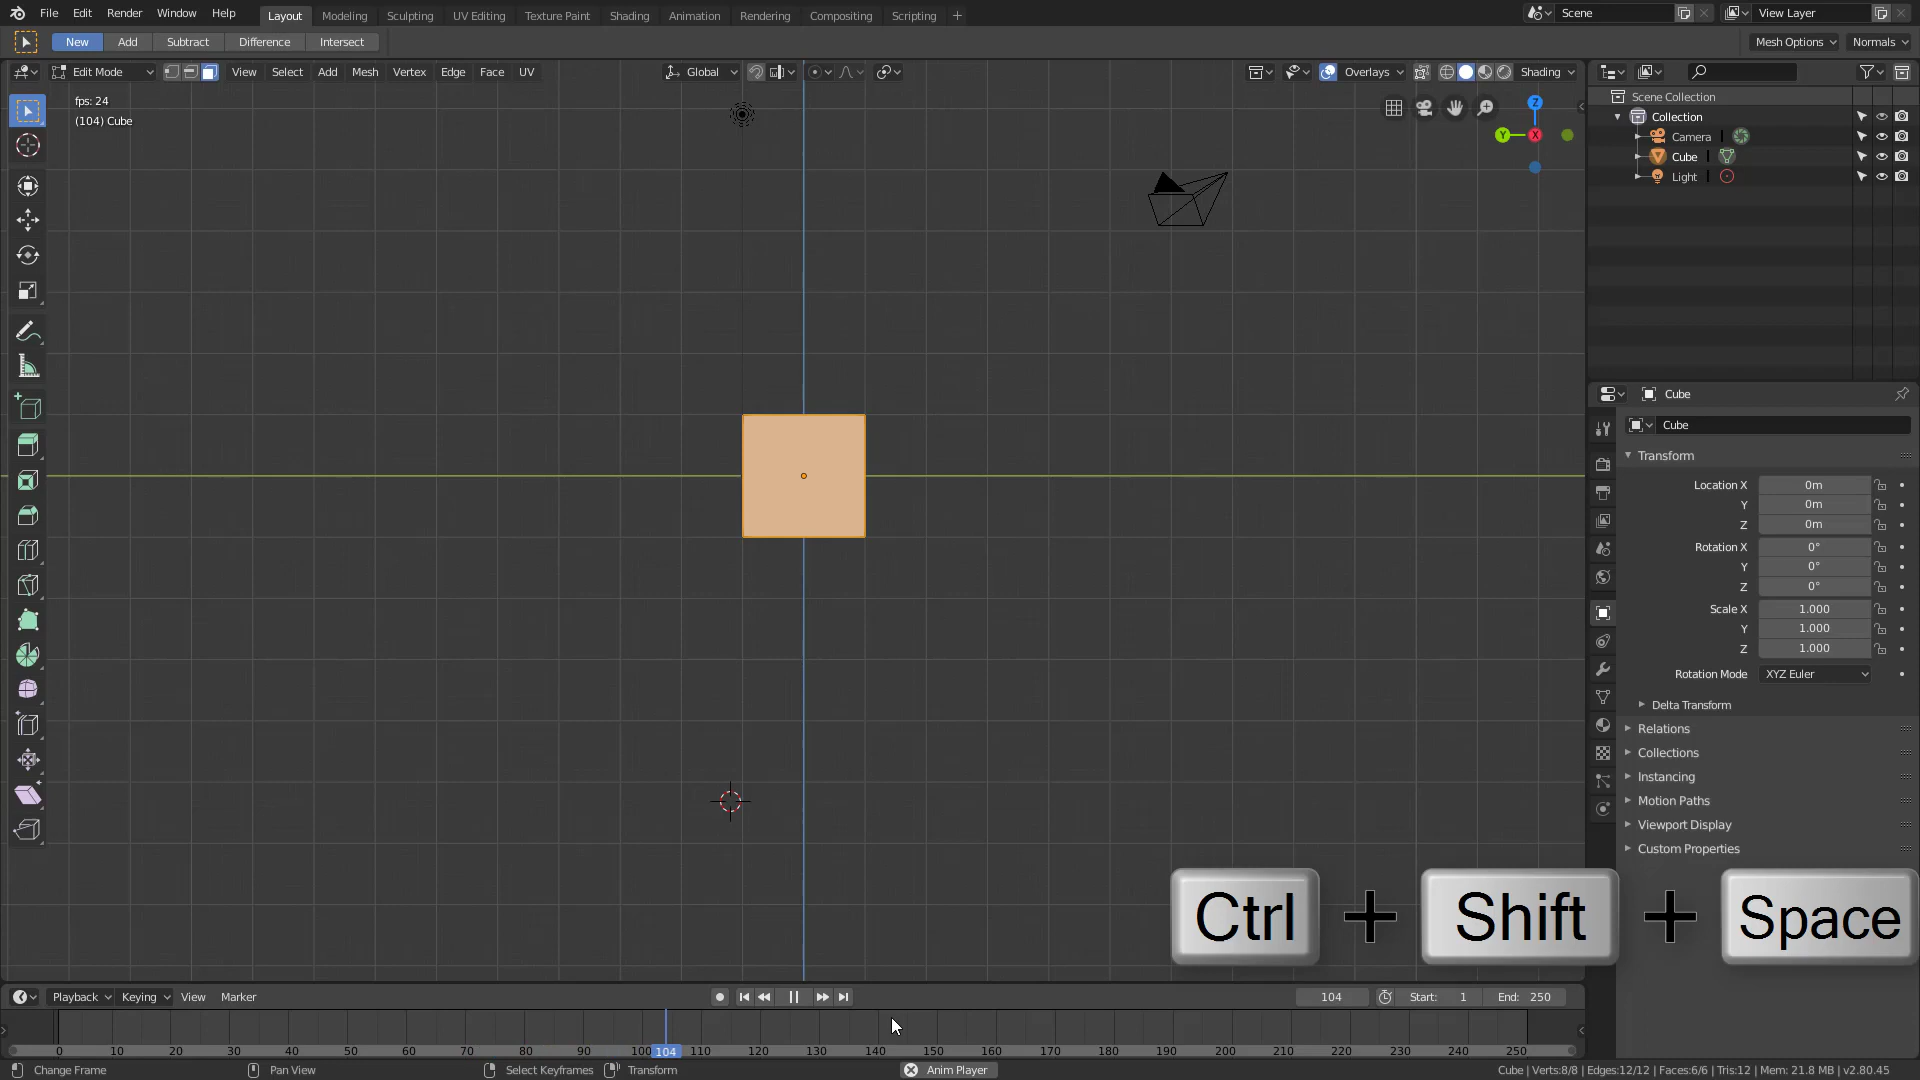 File Edit Render Window Help Layout Modeling Sculpting UV Editing Texture Paint Shading Animation Rendering Compositing Scripting + Scene View Layer
New Add Subtract Difference Intersect Mesh Options Normals
Edit Mode View Select Add Mesh Vertex Edge Face UV Global Overlays Shading
fps: 24
(104) Cube
Z
Y
X
Scene Collection
Collection
Camera
Cube
Light
Cube
Cube
Transform
Location X 0m
Y 0m
Z 0m
Rotation X 0°
Y 0°
Z 0°
Scale X 1.000
Y 1.000
Z 1.000
Rotation Mode XYZ Euler
Delta Transform
Relations
Collections
Instancing
Motion Paths
Viewport Display
Custom Properties
Ctrl + Shift + Space
Playback Keying View Marker 104 Start: 1 End: 250
0 10 20 30 40 50 60 70 80 90 100 104 110 120 130 140 150 160 170 180 190 200 210 220 230 240 250
Change Frame Pan View Select Keyframes Transform Anim Player Cube | Verts:8/8 | Edges:12/12 | Faces:6/6 | Tris:12 | Mem: 21.8 MB | v2.80.45